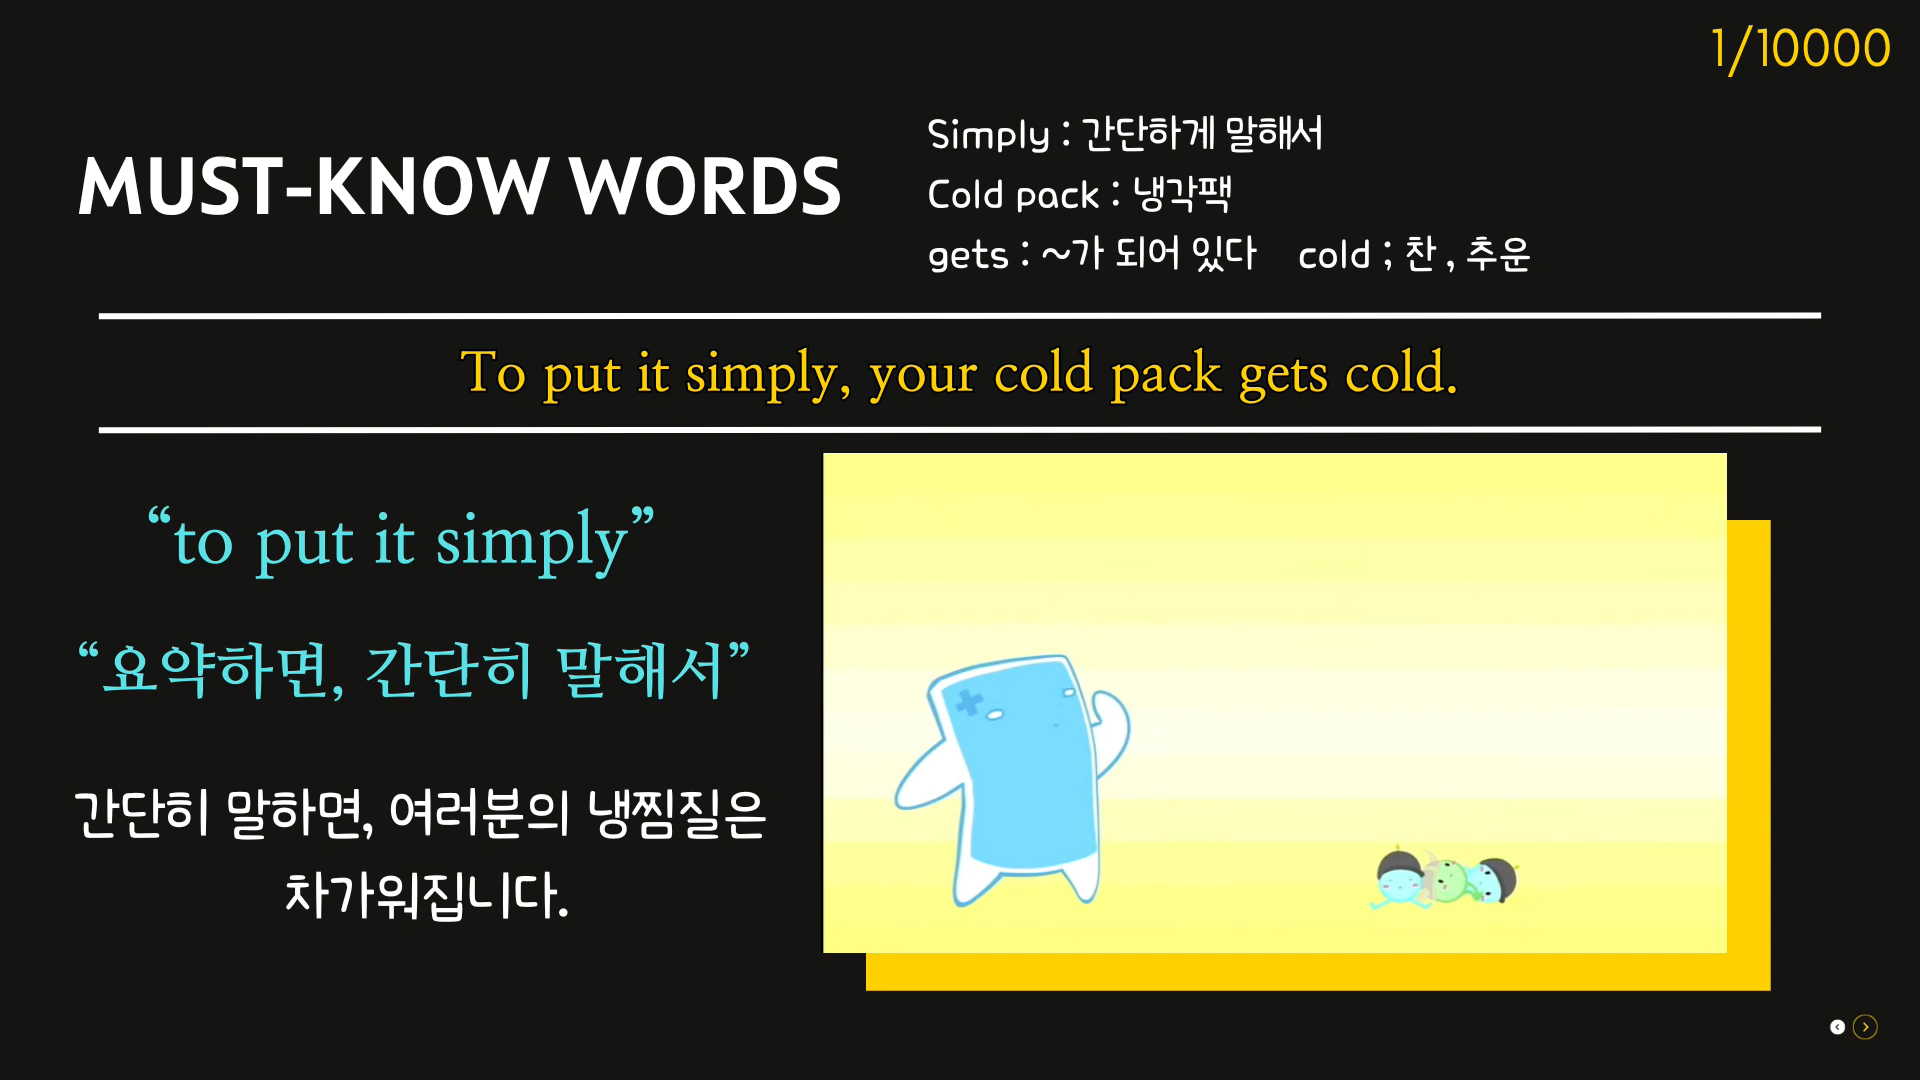 1/10000
MUST-KNOW WORDS
Simply : 간단하게 말해서
Cold pack : 냉각팩
gets : ~가 되어 있다 cold ; 찬 , 추운
To put it simply, your cold pack gets cold.
“to put it simply”
“요약하면, 간단히 말해서”
간단히 말하면, 여러분의 냉찜질은
차가워집니다.